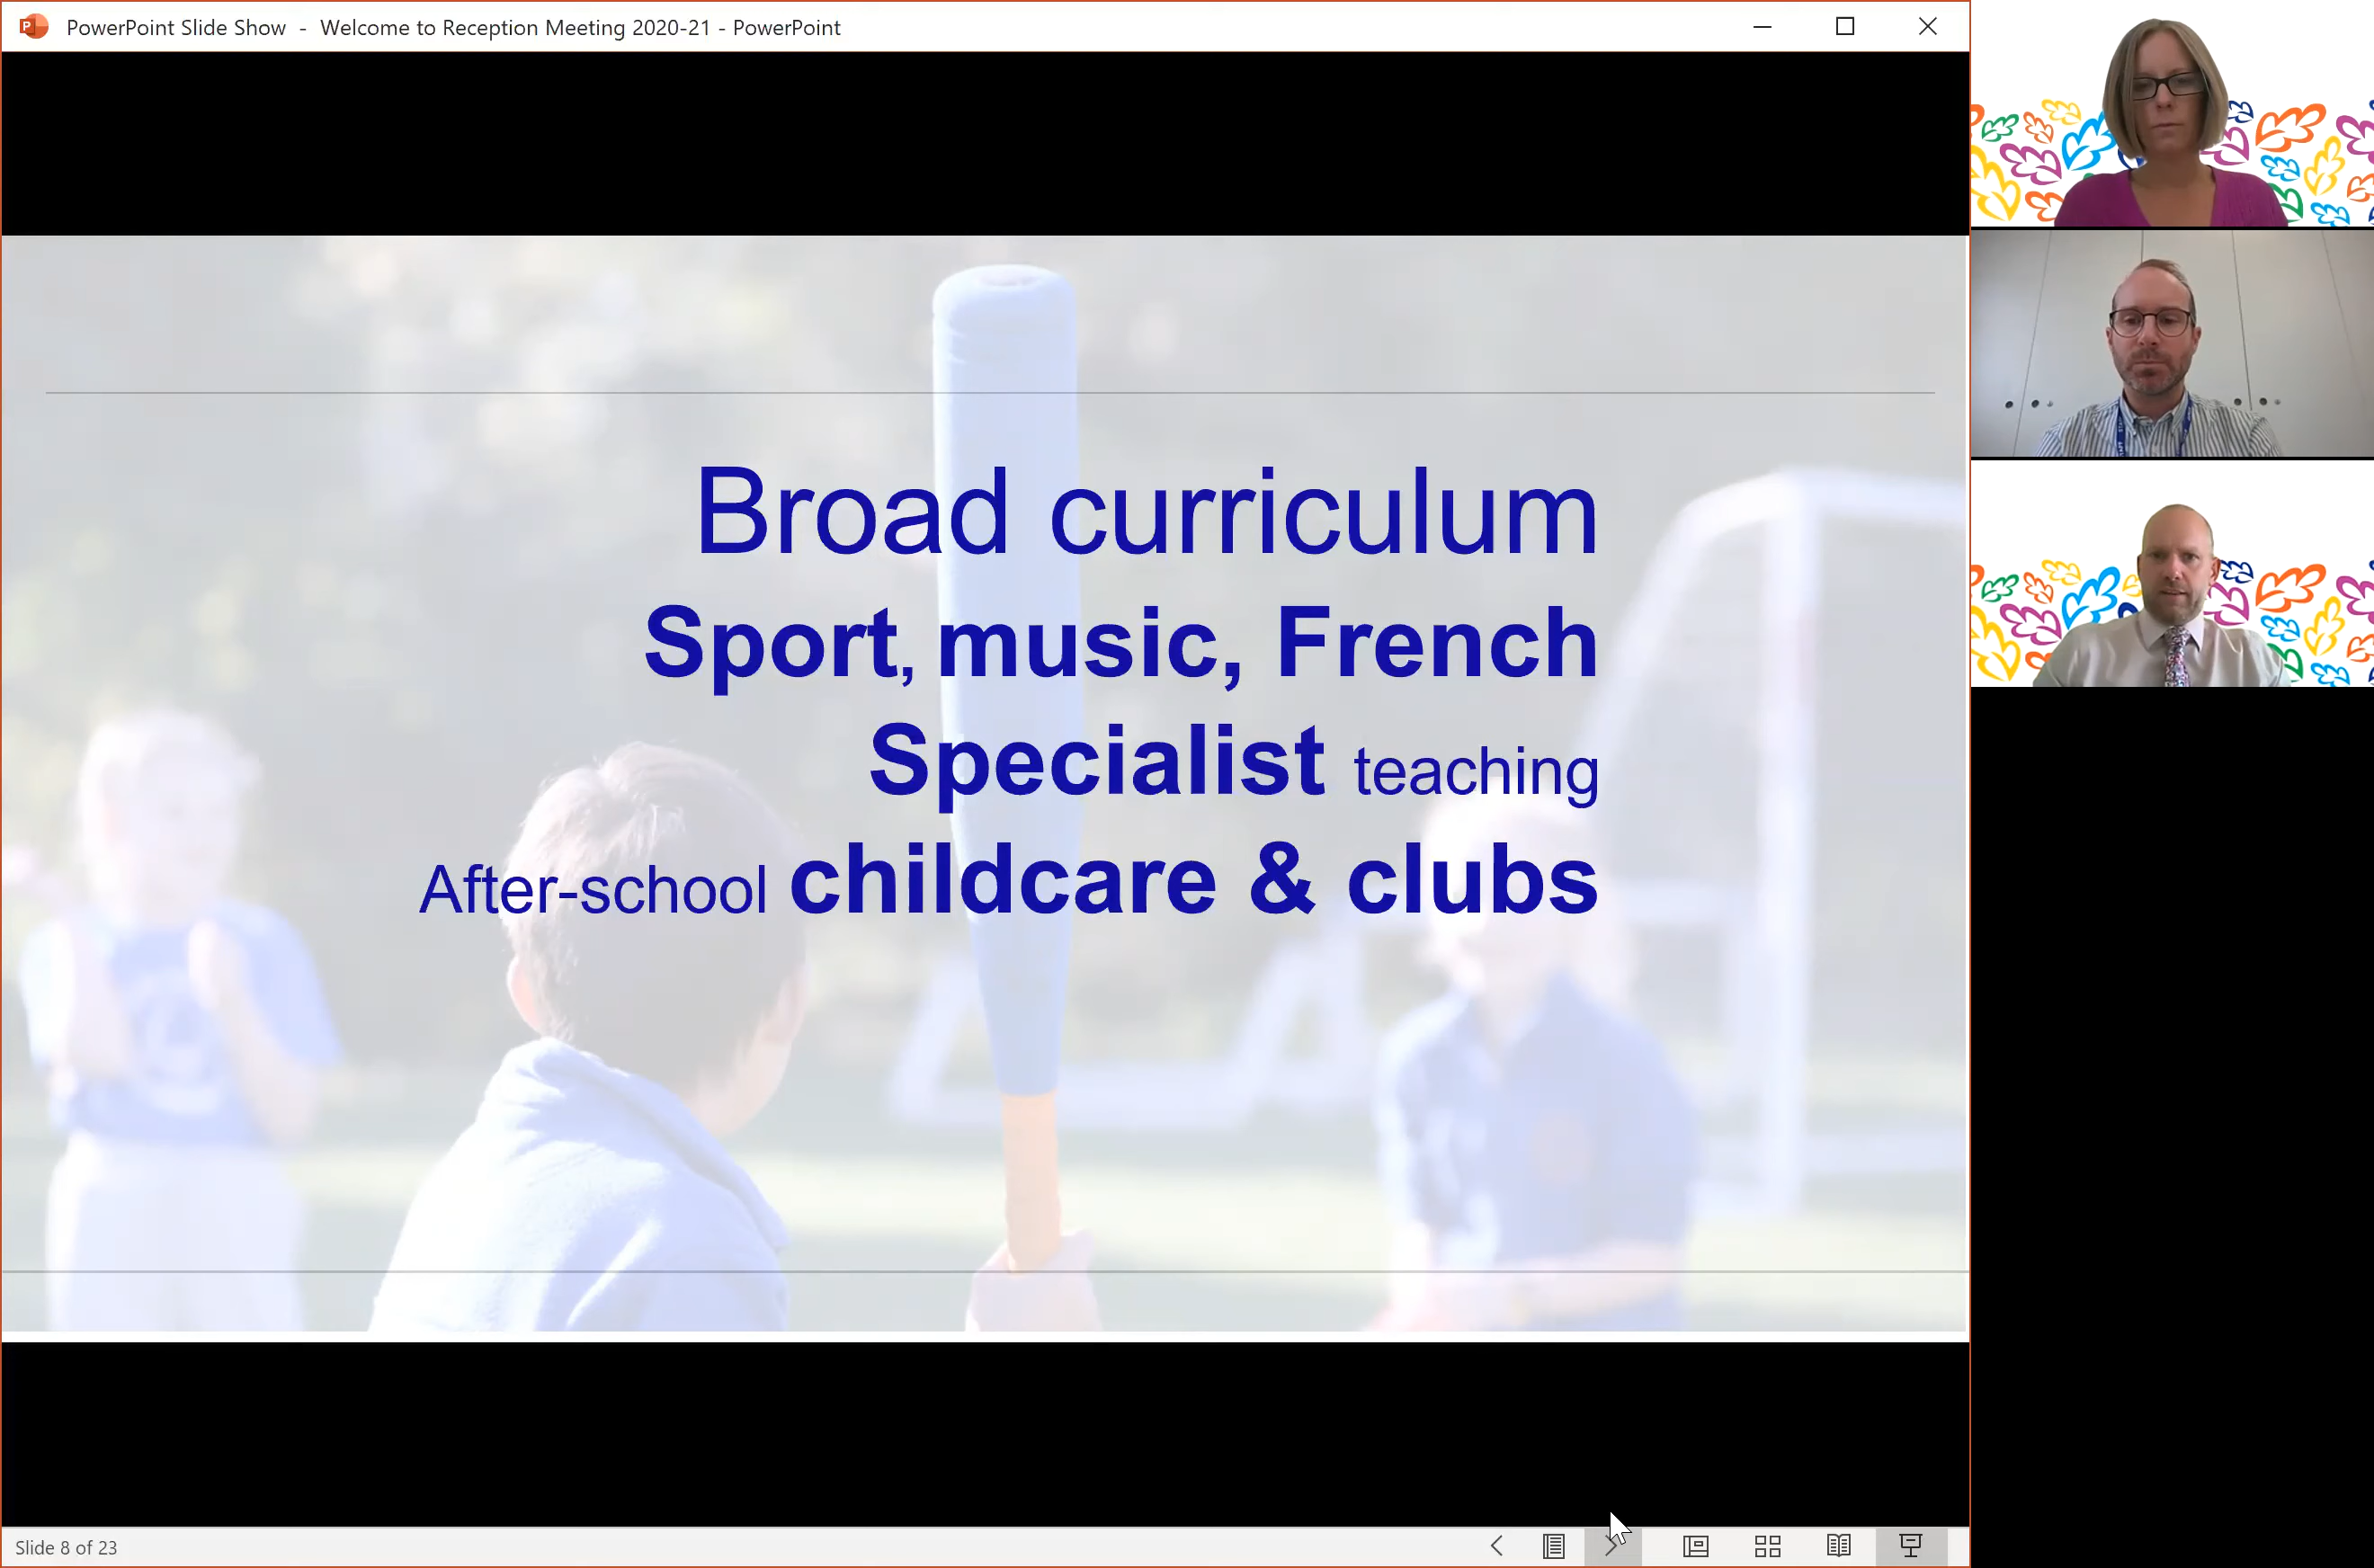 PowerPoint Slide Show - Welcome to Reception Meeting 2020-21 - PowerPoint
Broad curriculum
Sport, music, French
Specialist teaching
After-school childcare & clubs
Slide 8 of 23